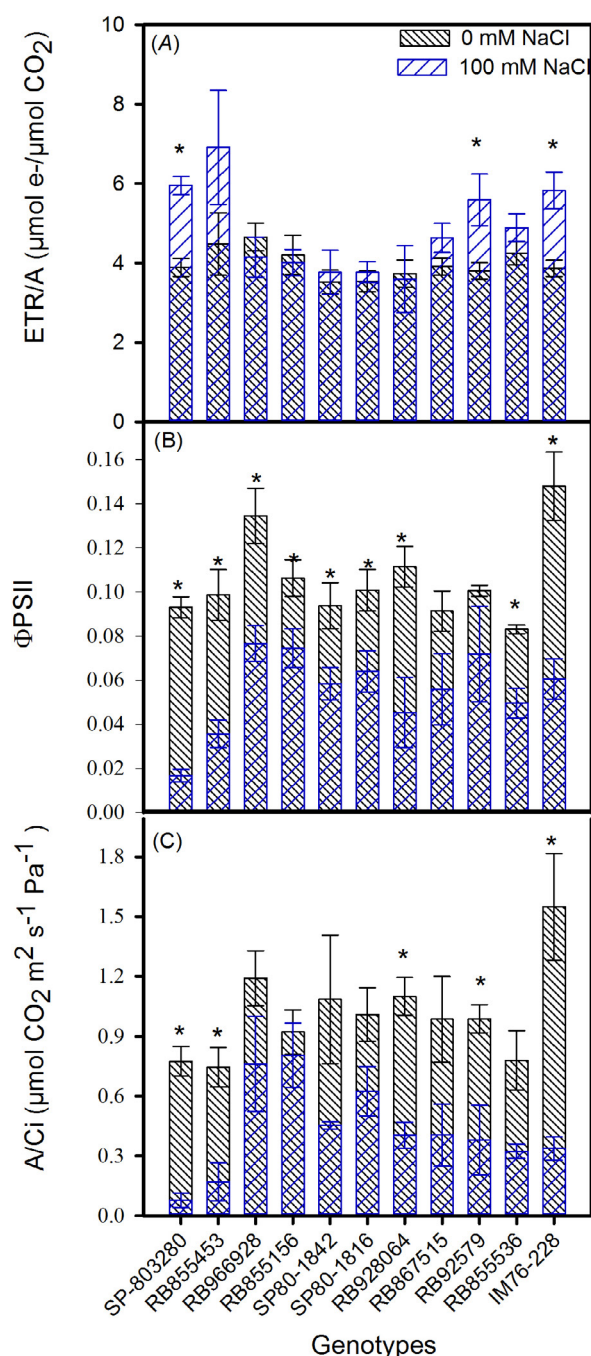 (A)
0 mM NaCl
100 mM NaCl
ETR/A (µmol e-/µmol CO₂)
10
8
6
4
2
0
* * *
(B)
ΦPSII
0.16
0.14
0.12
0.10
0.08
0.06
0.04
0.02
0.00
* * * * * * * * *
(C)
A/Ci (µmol CO₂ m² s⁻¹ Pa⁻¹)
1.8
1.5
1.2
0.9
0.6
0.3
0.0
* * * * *
SP-803280
RB855453
RB966928
RB855156
SP80-1842
SP80-1816
RB928064
RB867515
RB92579
RB855536
IM76-228
Genotypes